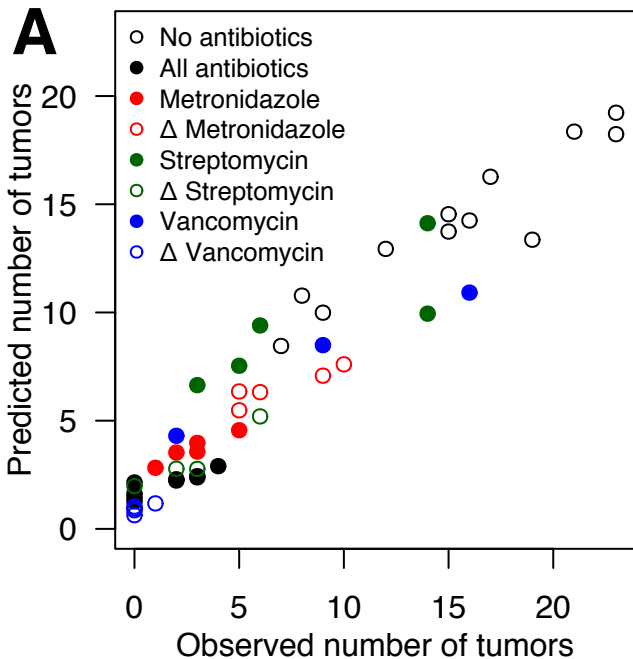 A
No antibiotics
All antibiotics
Metronidazole
Δ Metronidazole
Streptomycin
Δ Streptomycin
Vancomycin
Δ Vancomycin
Predicted number of tumors
20
15
10
5
0
0 5 10 15 20
Observed number of tumors